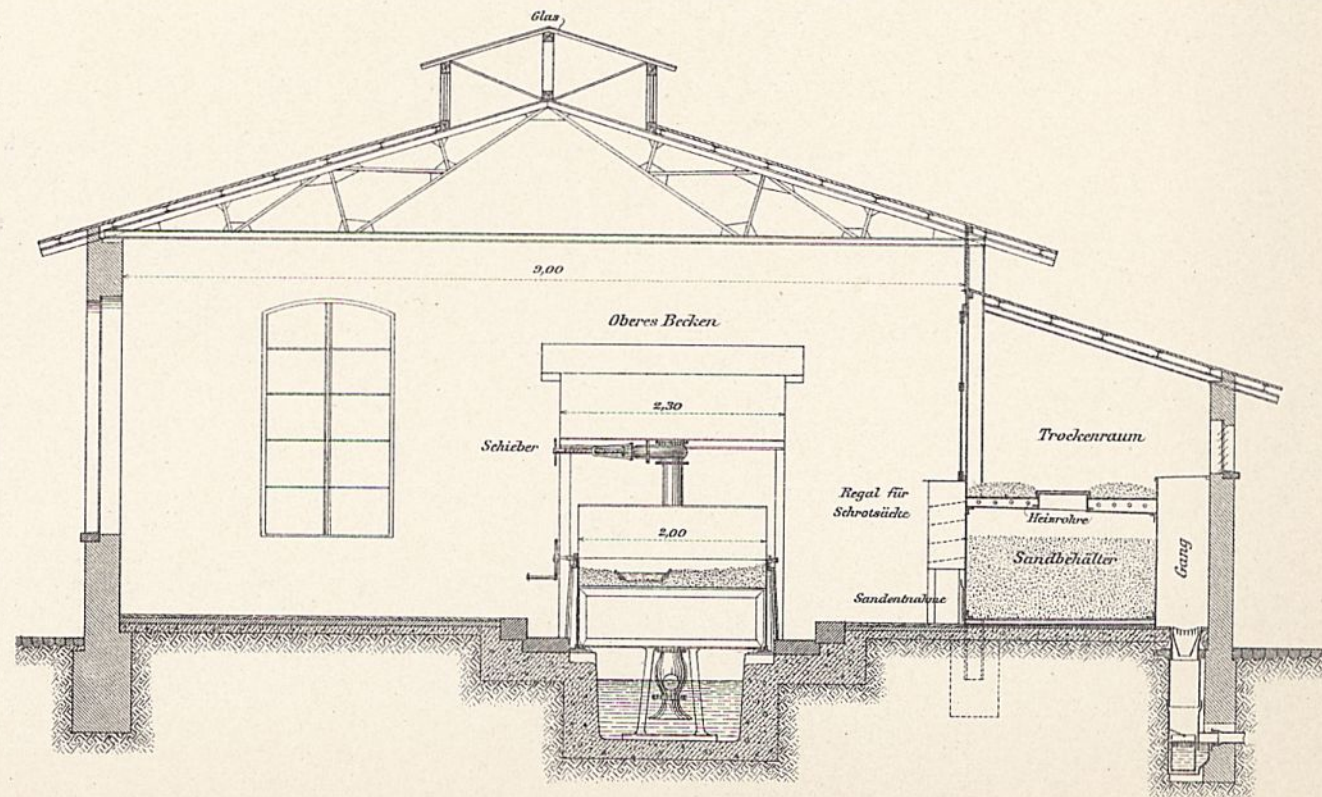 Glas
9,00
Oberes Becken
2,30
Schieber
Trockenraum
Regal für
Schrotsäcke
Heizrohre
2,00
Sandbehälter
Gang
Sandentnahme